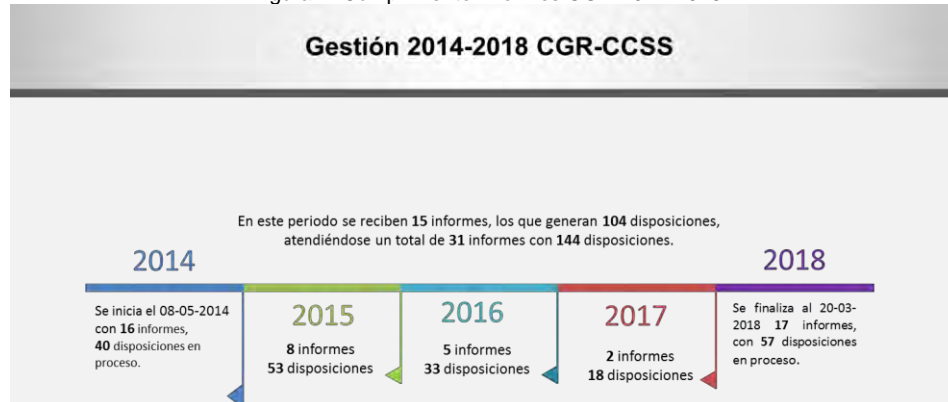 Gestión 2014-2018 CGR-CCSS
En este periodo se reciben 15 informes, los que generan 104 disposiciones,
atendiéndose un total de 31 informes con 144 disposiciones.
2014
Se inicia el 08-05-2014
con 16 informes,
40 disposiciones en
proceso.
2015
8 informes
53 disposiciones
2016
5 informes
33 disposiciones
2017
2 informes
18 disposiciones
2018
Se finaliza al 20-03-
2018 17 informes,
con 57 disposiciones
en proceso.